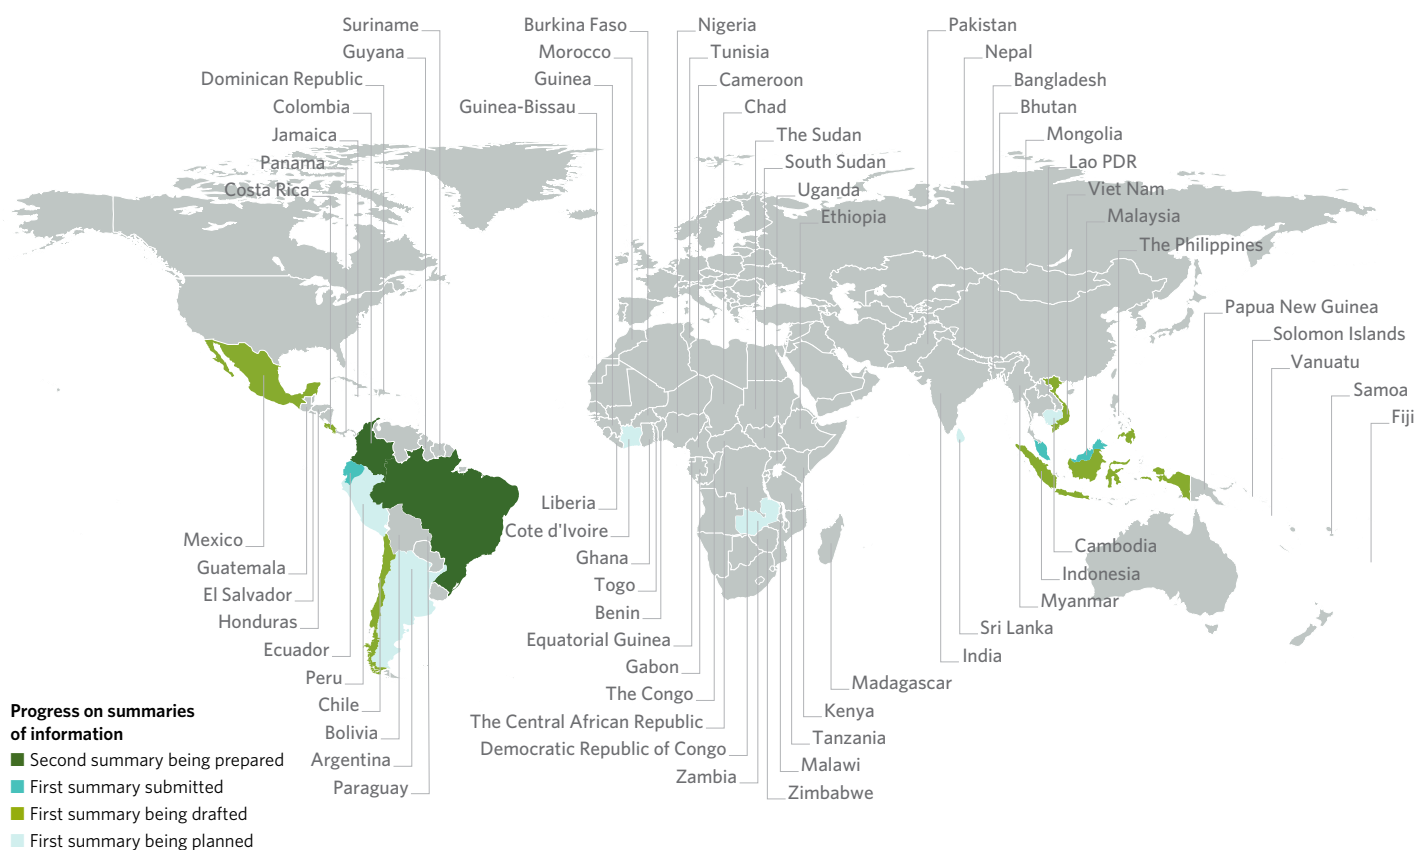 Suriname
Guyana
Dominican Republic
Colombia
Jamaica
Panama
Costa Rica
Burkina Faso
Morocco
Guinea
Guinea-Bissau
Nigeria
Tunisia
Cameroon
Chad
The Sudan
South Sudan
Uganda
Ethiopia
Pakistan
Nepal
Bangladesh
Bhutan
Mongolia
Lao PDR
Viet Nam
Malaysia
The Philippines
Papua New Guinea
Solomon Islands
Vanuatu
Samoa
Fiji
Mexico
Guatemala
El Salvador
Honduras
Ecuador
Peru
Chile
Bolivia
Argentina
Paraguay
Liberia
Cote d'Ivoire
Ghana
Togo
Benin
Equatorial Guinea
Gabon
The Congo
The Central African Republic
Democratic Republic of Congo
Zambia
Zimbabwe
Malawi
Tanzania
Kenya
Madagascar
India
Sri Lanka
Myanmar
Indonesia
Cambodia
Progress on summaries
of information
Second summary being prepared
First summary submitted
First summary being drafted
First summary being planned